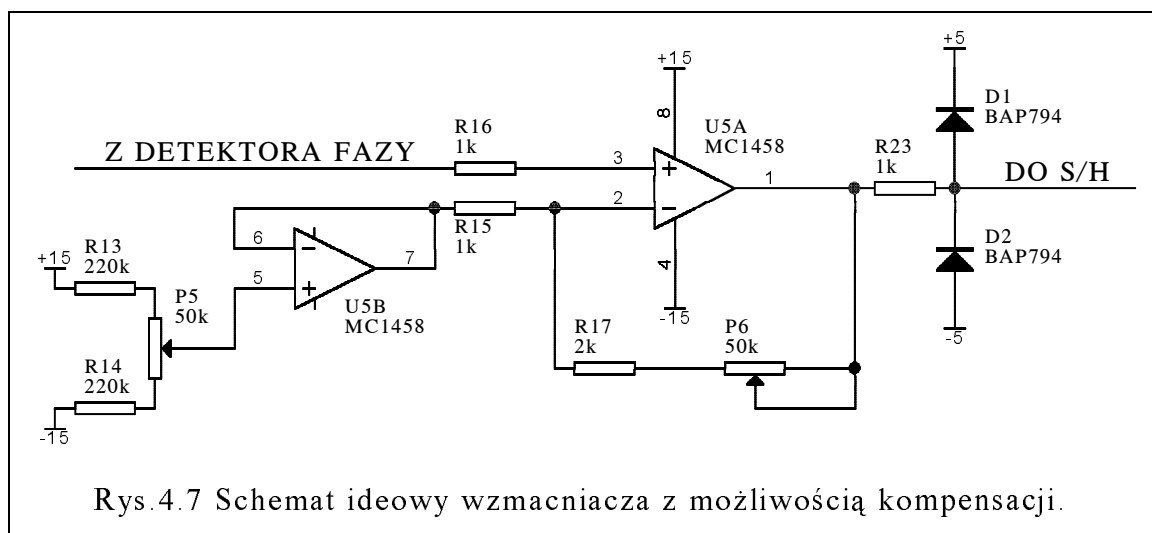 +5
+15
D1
BAP794
8
U5A
MC1458
R16
1k
Z DETEKTORA FAZY
3
+
1
R23
1k
DO S/H
2
-
R15
1k
6
-
7
D2
BAP794
R13
220k
+15
4
5
+
P5
50k
U5B
MC1458
-15
R17
2k
P6
50k
-5
R14
220k
-15
Rys.4.7 Schemat ideowy wzmacniacza z możliwością kompensacji.